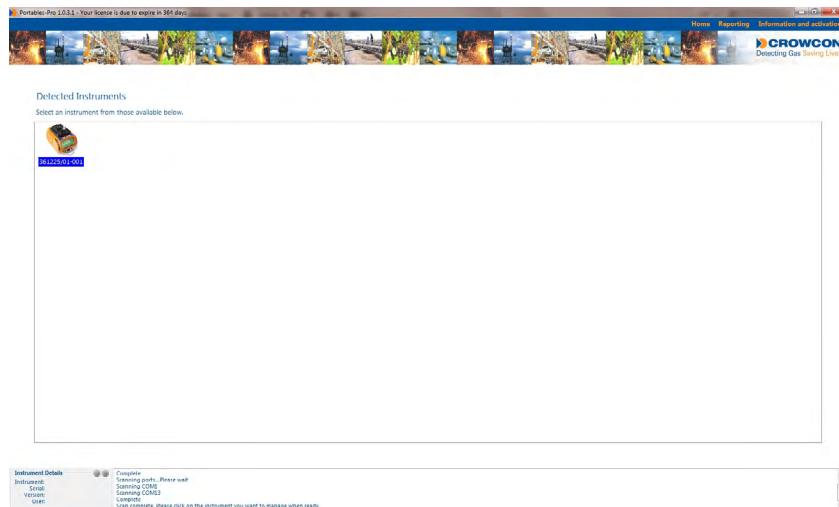 Portables-Pro 1.0.3.1 - Your license is due to expire in 364 days
Home Reporting Information and activation
CROWCON
Detecting Gas Saving Live
Detected Instruments
Select an instrument from those available below.
361225/01-001
Instrument Details
Instrument:
Serial:
Version:
User:
Complete
Scanning ports...Please wait
Scanning COM1
Scanning COM13
Complete
Scan complete. Please click on the instrument you want to manage when ready.